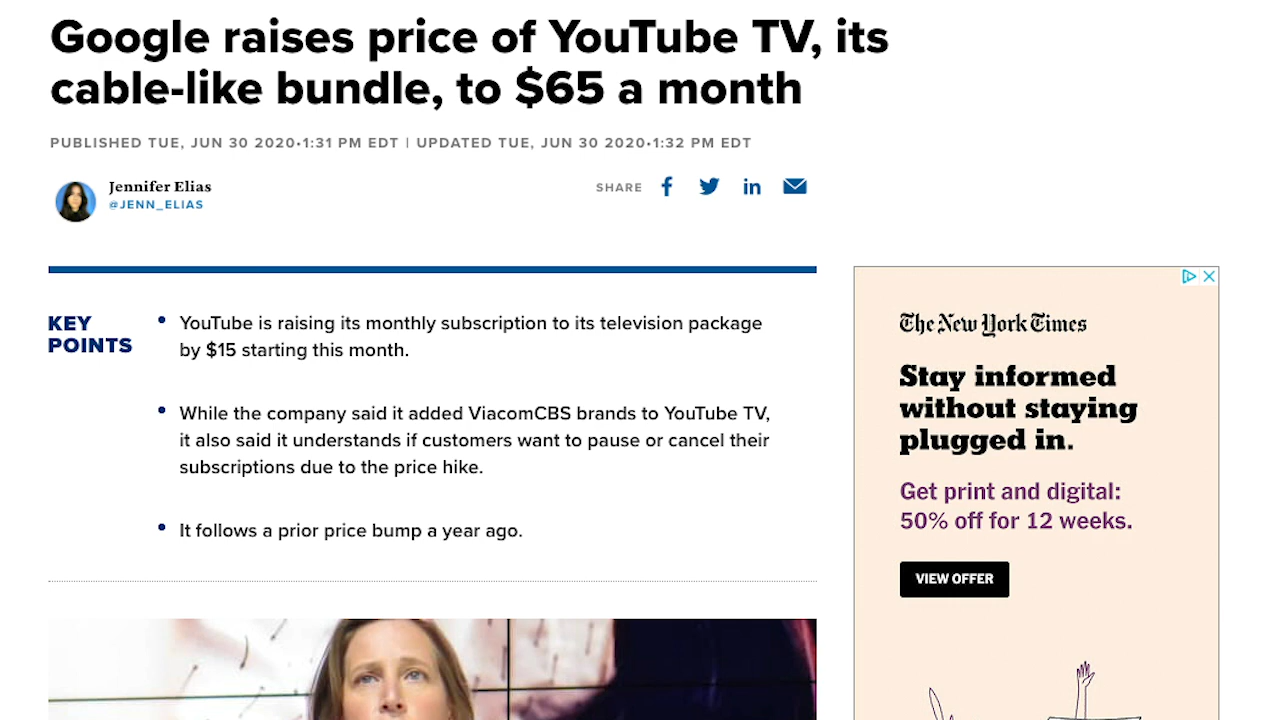 Google raises price of YouTube TV, its
cable-like bundle, to $65 a month
PUBLISHED TUE, JUN 30 2020•1:31 PM EDT | UPDATED TUE, JUN 30 2020•1:32 PM EDT
Jennifer Elias
@JENN_ELIAS
SHARE
KEY
POINTS
• YouTube is raising its monthly subscription to its television package
by $15 starting this month.
• While the company said it added ViacomCBS brands to YouTube TV,
it also said it understands if customers want to pause or cancel their
subscriptions due to the price hike.
• It follows a prior price bump a year ago.
The New York Times
Stay informed
without staying
plugged in.
Get print and digital:
50% off for 12 weeks.
VIEW OFFER